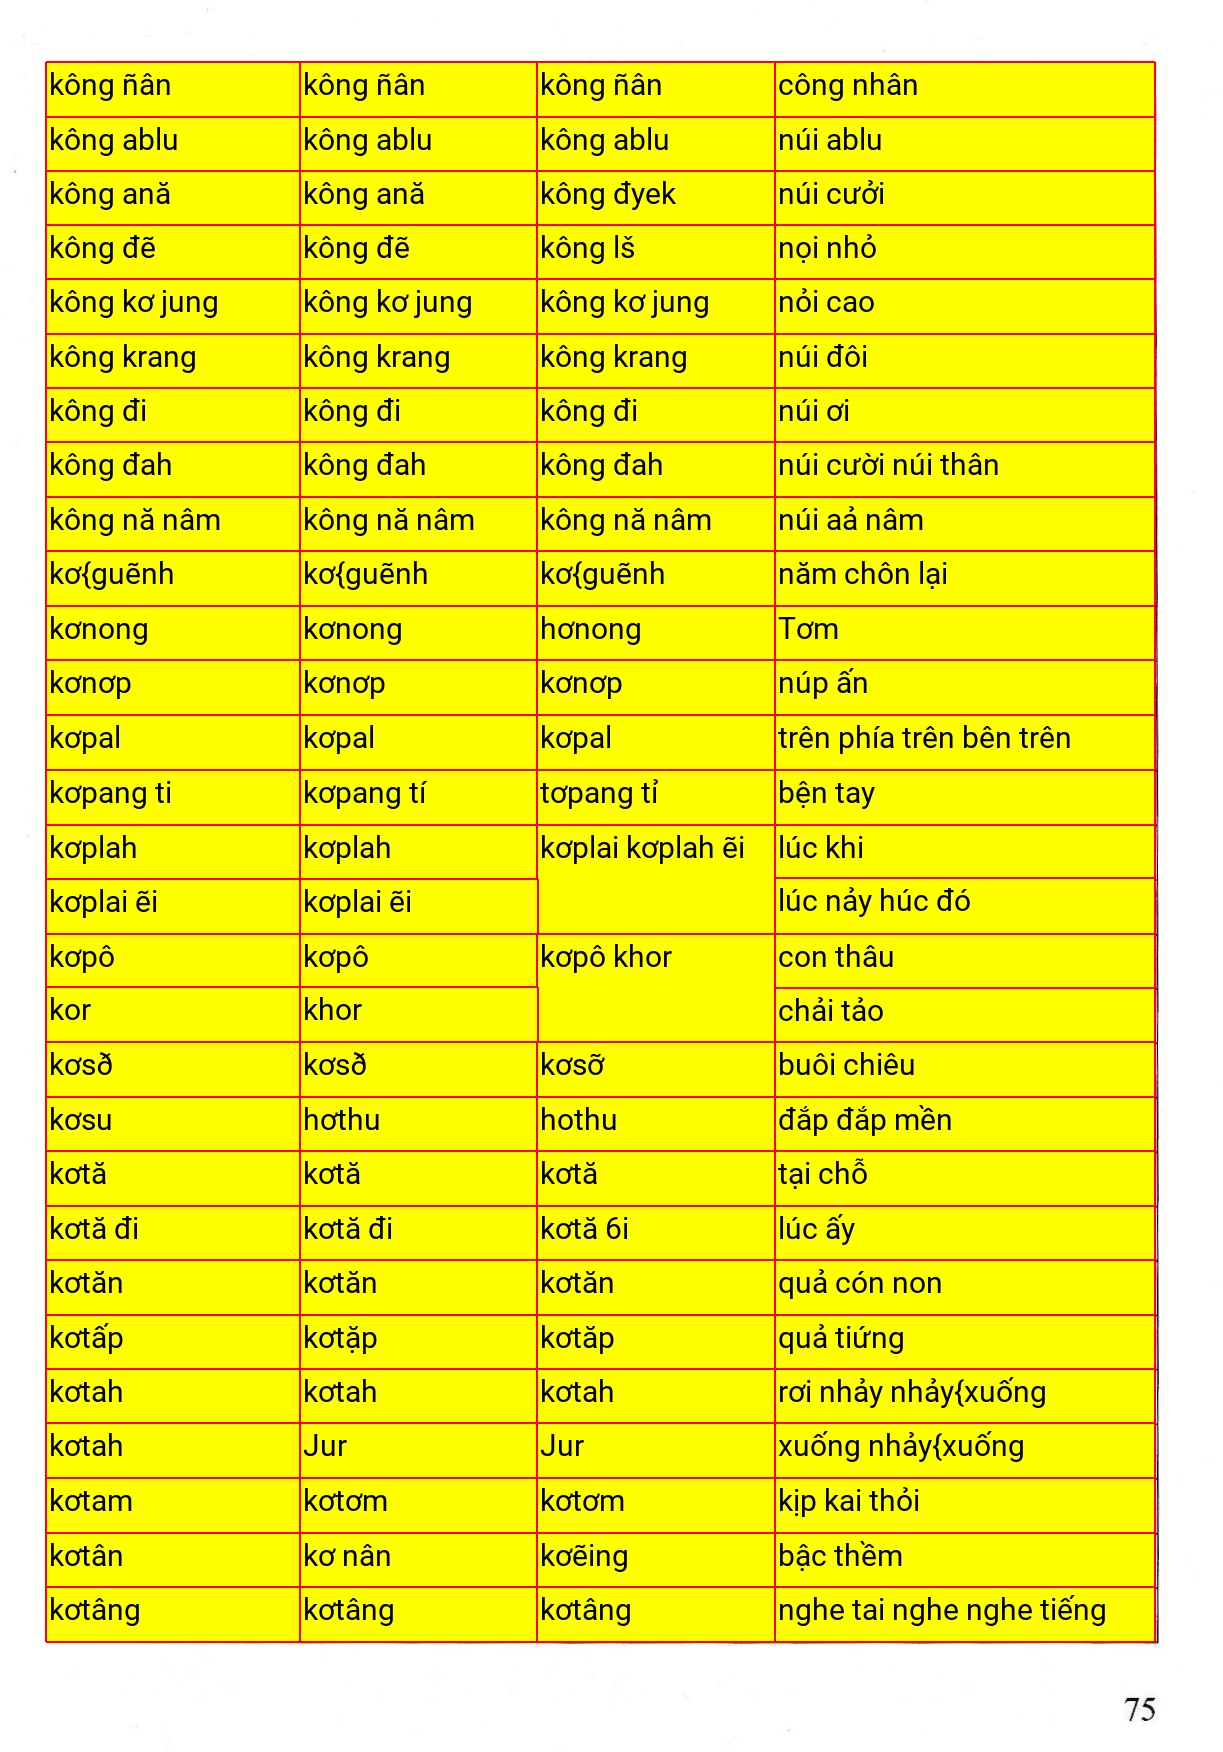 kông ñân kông ñân kông ñân công nhân
kông ablu kông ablu kông ablu núi ablu
kông ană kông ană kông đyek núi cưởi
kông đẽ kông đẽ kông lš nọi nhỏ
kông kơ jung kông kơ jung kông kơ jung nỏi cao
kông krang kông krang kông krang núi đôi
kông đi kông đi kông đi núi ơi
kông đah kông đah kông đah núi cười núi thân
kông nă nâm kông nă nâm kông nă nâm núi aả nâm
kơ{guẽnh kơ{guẽnh kơ{guẽnh năm chôn lại
kơnong kơnong hơnong Tơm
kơnơp kơnơp kơnơp núp ấn
kơpal kơpal kơpal trên phía trên bên trên
kơpang ti kơpang tí tơpang tỉ bện tay
kơplah kơplah kơplai kơplah ẽi lúc khi
kơplai ẽi kơplai ẽi lúc nảy húc đó
kơpô kơpô kơpô khor con thâu
kor khor chải tảo
kơsð kơsð kơsỡ buôi chiêu
kơsu hơthu hothu đắp đắp mền
kơtă kơtă kơtă tại chỗ
kơtă đi kơtă đi kơtă 6i lúc ấy
kơtăn kơtăn kơtăn quả cón non
kơtấp kơtặp kơtăp quả tiứng
kơtah kơtah kơtah rơi nhảy nhảy{xuống
kơtah Jur Jur xuống nhảy{xuống
kơtam kơtơm kơtơm kịp kai thỏi
kơtân kơ nân kơẽing bậc thềm
kơtâng kơtâng kơtâng nghe tai nghe nghe tiếng
75